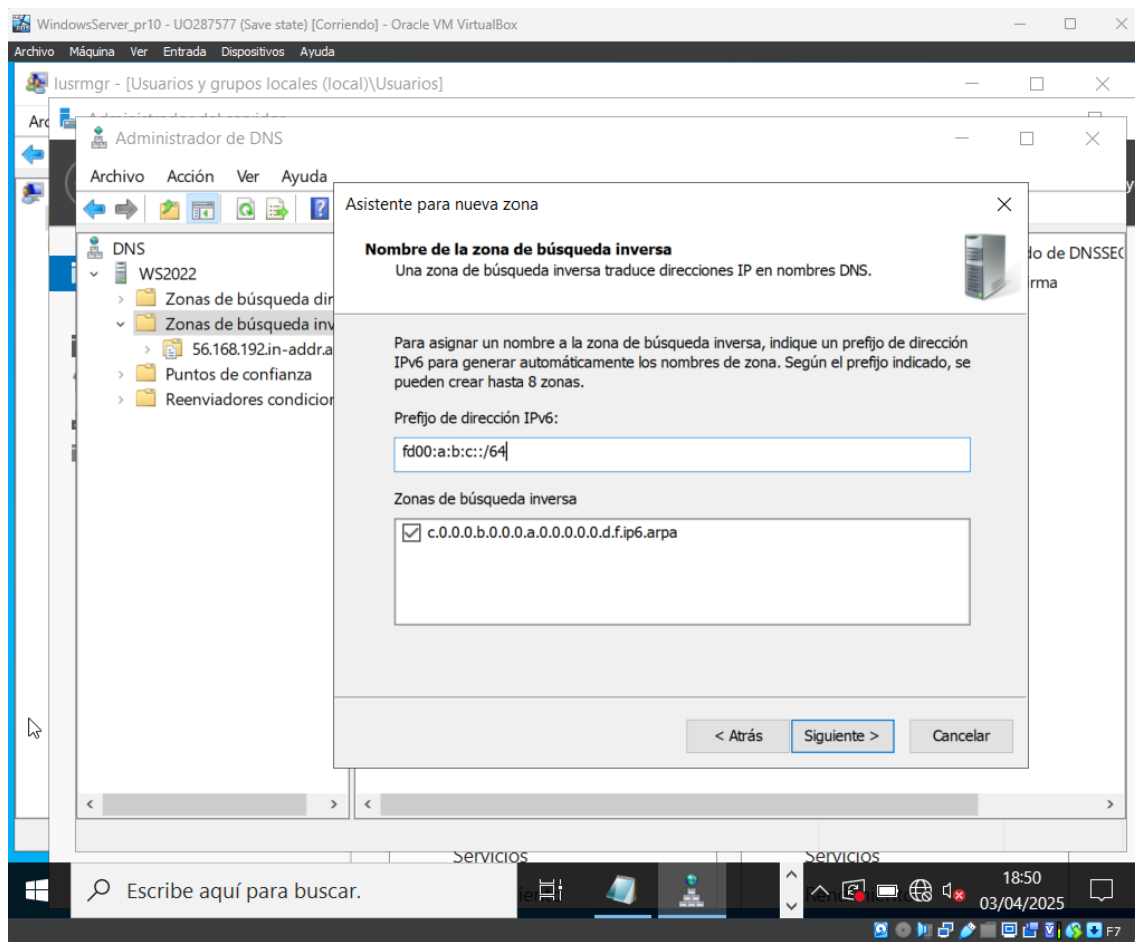 WindowsServer_pr10 - UO287577 (Save state) [Corriendo] - Oracle VM VirtualBox
Archivo Máquina Ver Entrada Dispositivos Ayuda
lusrmgr - [Usuarios y grupos locales (local)\Usuarios]
Arc
Administrador de DNS
Archivo Acción Ver Ayuda
Asistente para nueva zona
DNS
WS2022
Zonas de búsqueda dir
Zonas de búsqueda inv
56.168.192.in-addr.a
Puntos de confianza
Reenviadores condicior
do de DNSSEC
rma
Nombre de la zona de búsqueda inversa
Una zona de búsqueda inversa traduce direcciones IP en nombres DNS.
Para asignar un nombre a la zona de búsqueda inversa, indique un prefijo de dirección
IPv6 para generar automáticamente los nombres de zona. Según el prefijo indicado, se
pueden crear hasta 8 zonas.
Prefijo de dirección IPv6:
fd00:a:b:c::/64
Zonas de búsqueda inversa
c.0.0.0.b.0.0.0.a.0.0.0.0.0.d.f.ip6.arpa
< Atrás Siguiente > Cancelar
Servicios Servicios
Escribe aquí para buscar.
18:50
03/04/2025
F7